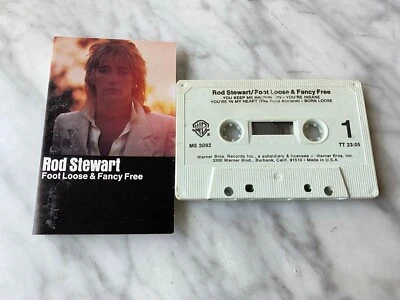 Rod Stewart
Foot Loose & Fancy Free
Rod Stewart/Foot Loose & Fancy Free
YOU KEEP ME HANGIN' ON • YOU'RE INSANE
YOU'RE IN MY HEART (The Final Acclaim) • BORN LOOSE
M5 3092
1
TT 23:05
Warner Bros. Records Inc., a subsidiary & licensee of Warner Bros. Inc.
3300 Warner Blvd., Burbank, Calif. 91510 • Made in U.S.A.